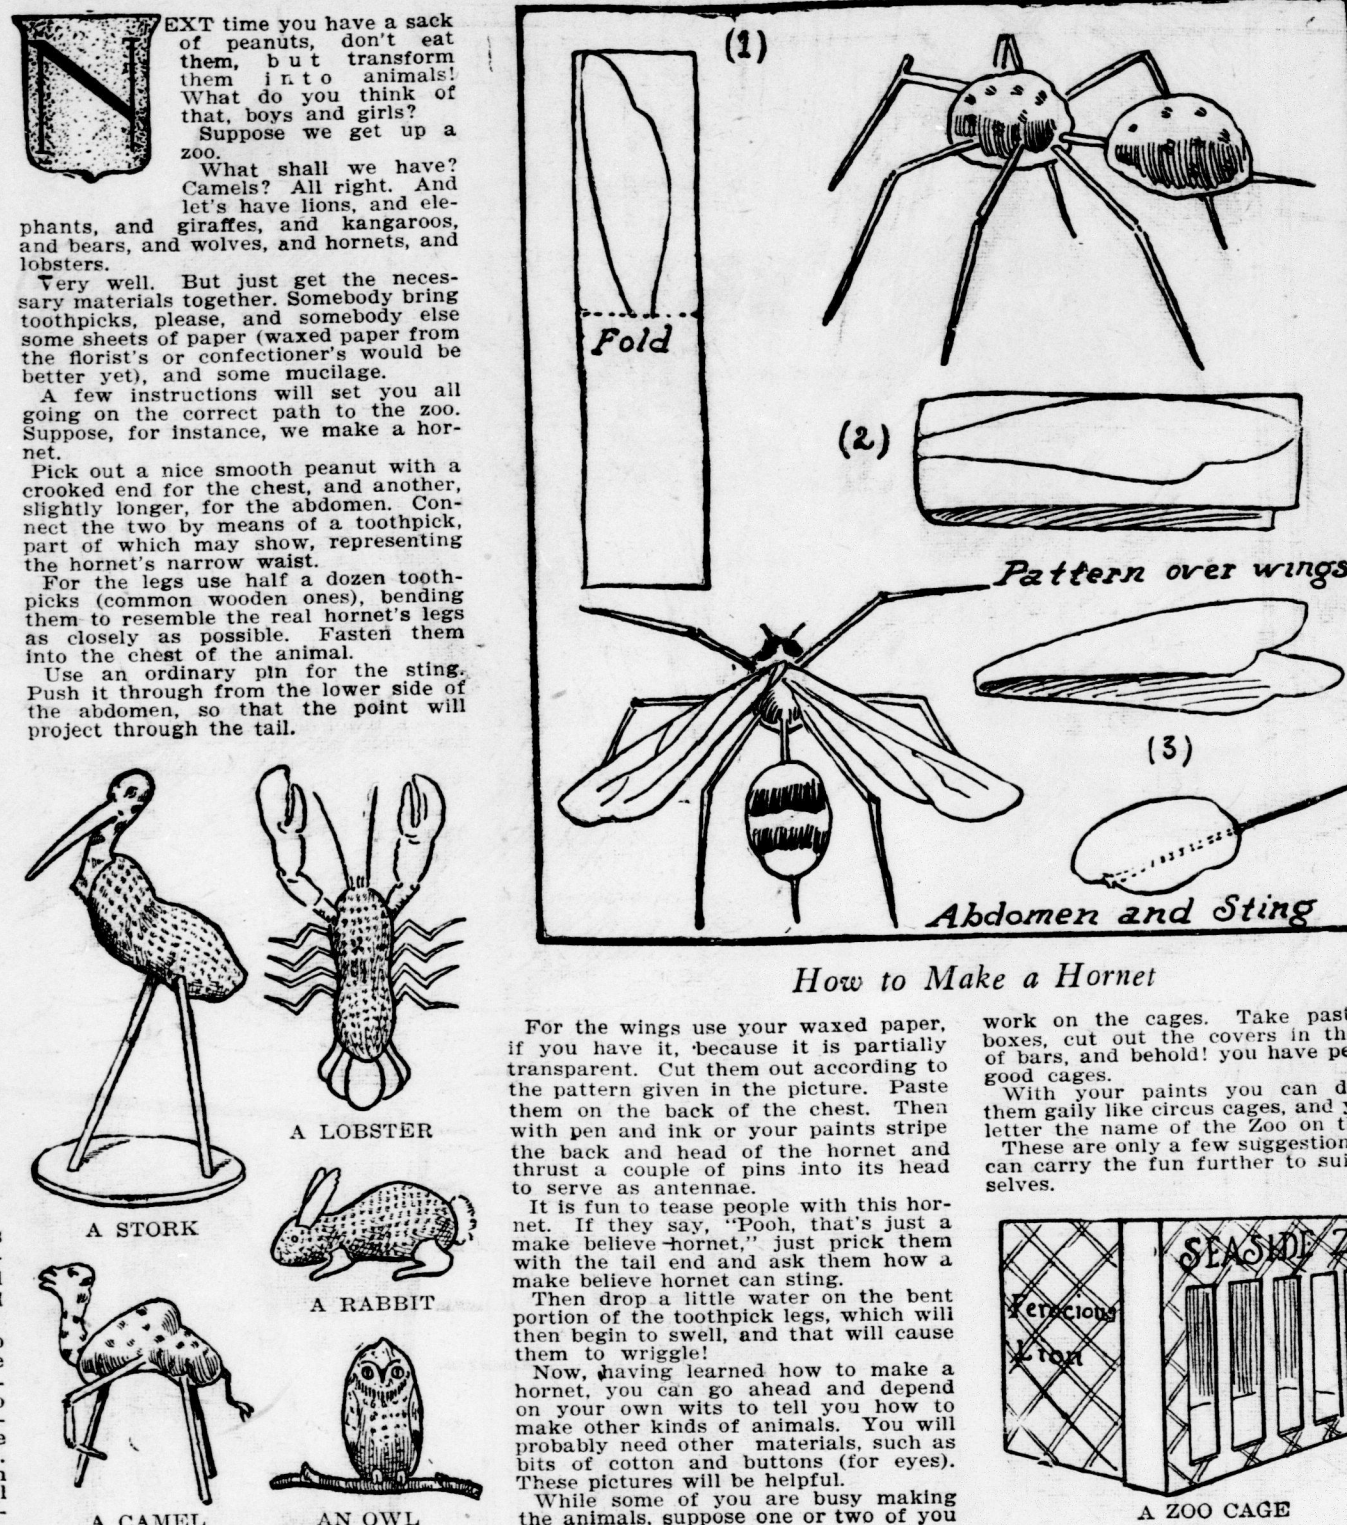 NEXT time you have a sack
of peanuts, don't eat
them, but transform
them into animals!
What do you think of
that, boys and girls?
Suppose we get up a
zoo.
What shall we have?
Camels? All right. And
let's have lions, and ele-
phants, and giraffes, and kangaroos,
and bears, and wolves, and hornets, and
lobsters.
Very well. But just get the neces-
sary materials together. Somebody bring
toothpicks, please, and somebody else
some sheets of paper (waxed paper from
the florist's or confectioner's would be
better yet), and some mucilage.
A few instructions will set you all
going on the correct path to the zoo.
Suppose, for instance, we make a hor-
net.
Pick out a nice smooth peanut with a
crooked end for the chest, and another,
slightly longer, for the abdomen. Con-
nect the two by means of a toothpick,
part of which may show, representing
the hornet's narrow waist.
For the legs use half a dozen tooth-
picks (common wooden ones), bending
them to resemble the real hornet's legs
as closely as possible. Fasten them
into the chest of the animal.
Use an ordinary pin for the sting.
Push it through from the lower side of
the abdomen, so that the point will
project through the tail.
A STORK
A LOBSTER
A RABBIT
A CAMEL
AN OWL
(1)
Fold
(2)
Pattern over wings
(3)
Abdomen and Sting
How to Make a Hornet
For the wings use your waxed paper,
if you have it, because it is partially
transparent. Cut them out according to
the pattern given in the picture. Paste
them on the back of the chest. Then
with pen and ink or your paints stripe
the back and head of the hornet and
thrust a couple of pins into its head
to serve as antennae.
It is fun to tease people with this hor-
net. If they say, "Pooh, that's just a
make believe hornet," just prick them
with the tail end and ask them how a
make believe hornet can sting.
Then drop a little water on the bent
portion of the toothpick legs, which will
then begin to swell, and that will cause
them to wriggle!
Now, having learned how to make a
hornet, you can go ahead and depend
on your own wits to tell you how to
make other kinds of animals. You will
probably need other materials, such as
bits of cotton and buttons (for eyes).
These pictures will be helpful.
While some of you are busy making
the animals, suppose one or two of you
work on the cages. Take past
boxes, cut out the covers in th
of bars, and behold! you have pe
good cages.
With your paints you can d
them gaily like circus cages, and y
letter the name of the Zoo on t
These are only a few suggestion
can carry the fun further to sui
selves.
SEASIDE Z
Ferocious
Lion
A ZOO CAGE